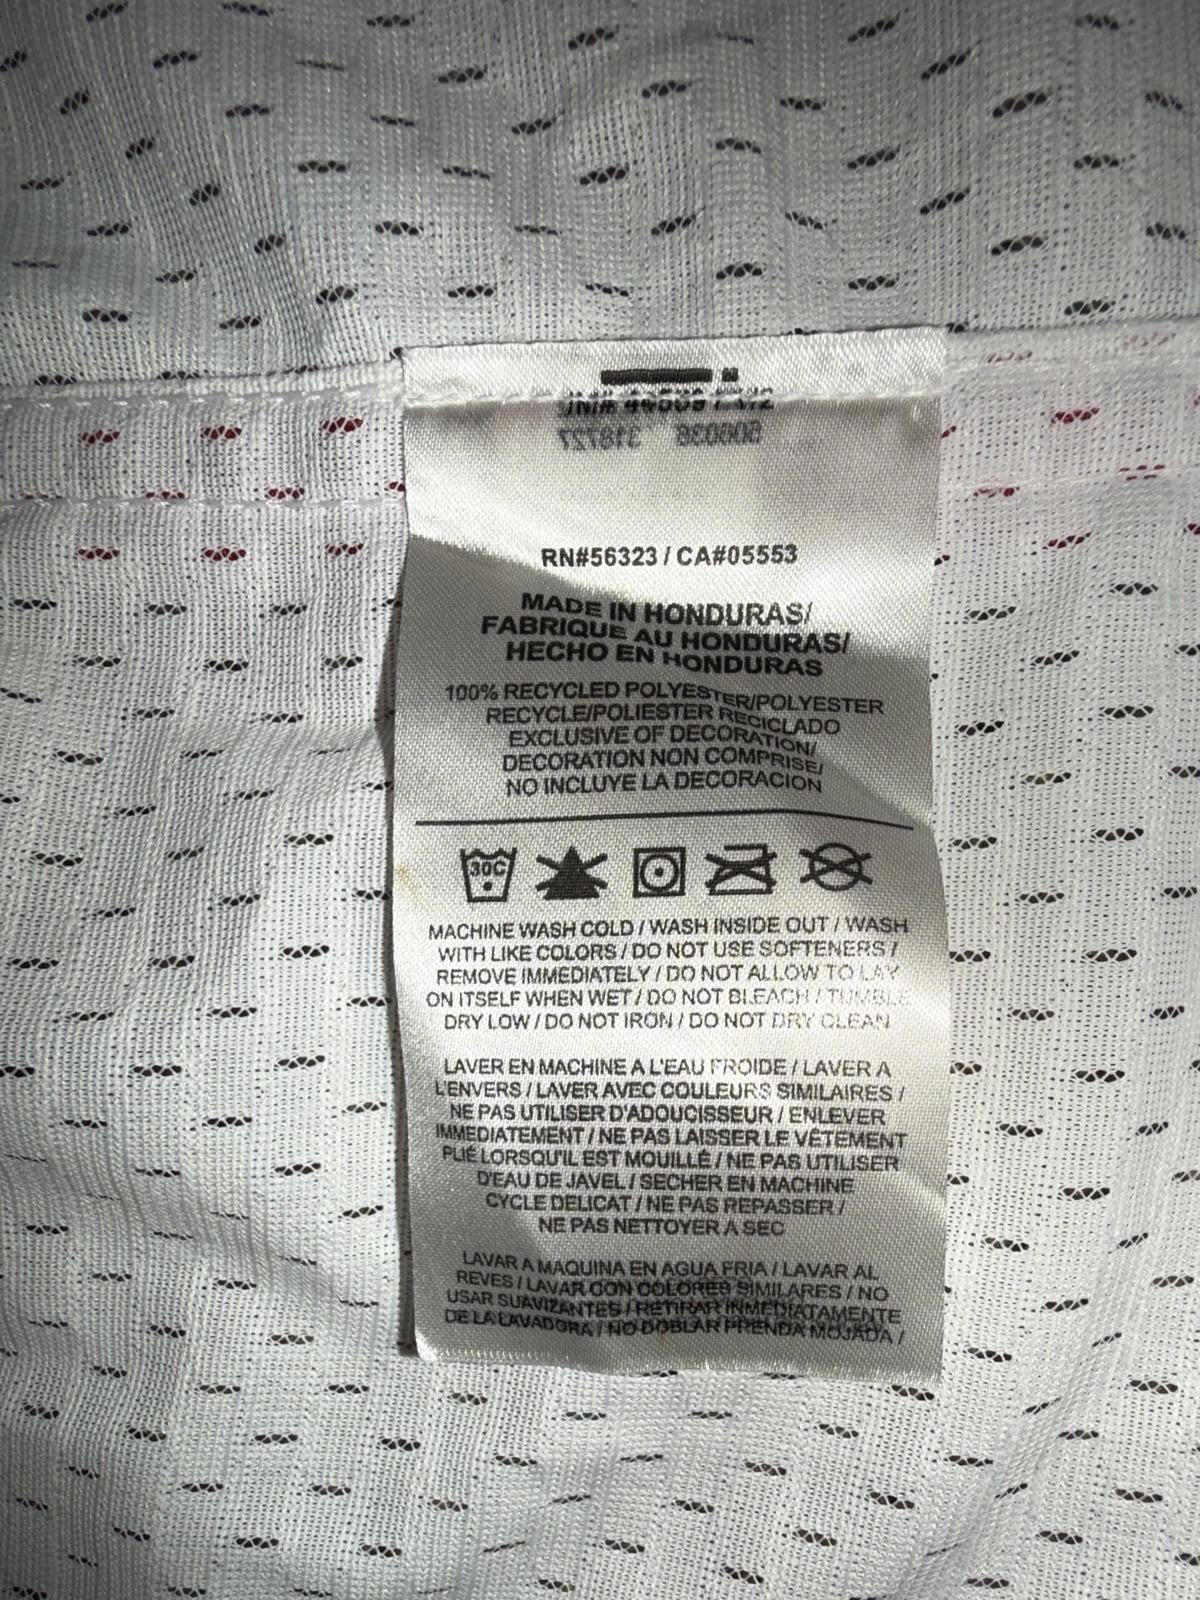 506036 318727
RN#56323 / CA#05553
MADE IN HONDURAS/
FABRIQUE AU HONDURAS/
HECHO EN HONDURAS
100% RECYCLED POLYESTER/POLYESTER
RECYCLE/POLIESTER RECICLADO
EXCLUSIVE OF DECORATION/
DECORATION NON COMPRISE/
NO INCLUYE LA DECORACION
30C
MACHINE WASH COLD / WASH INSIDE OUT / WASH
WITH LIKE COLORS / DO NOT USE SOFTENERS /
REMOVE IMMEDIATELY / DO NOT ALLOW TO LAY
ON ITSELF WHEN WET / DO NOT BLEACH / TUMBLE
DRY LOW / DO NOT IRON / DO NOT DRY CLEAN
LAVER EN MACHINE A L'EAU FROIDE / LAVER A
L'ENVERS / LAVER AVEC COULEURS SIMILAIRES /
NE PAS UTILISER D'ADOUCISSEUR / ENLEVER
IMMEDIATEMENT / NE PAS LAISSER LE VÊTEMENT
PLIÉ LORSQU'IL EST MOUILLÉ / NE PAS UTILISER
D'EAU DE JAVEL / SECHER EN MACHINE
CYCLE DELICAT / NE PAS REPASSER /
NE PAS NETTOYER A SEC
LAVAR A MAQUINA EN AGUA FRIA / LAVAR AL
REVES / LAVAR CON COLORES SIMILARES / NO
USAR SUAVIZANTES / RETIRAR INMEDIATAMENTE
DE LA LAVADORA / NO DOBLAR PRENDA MOJADA /